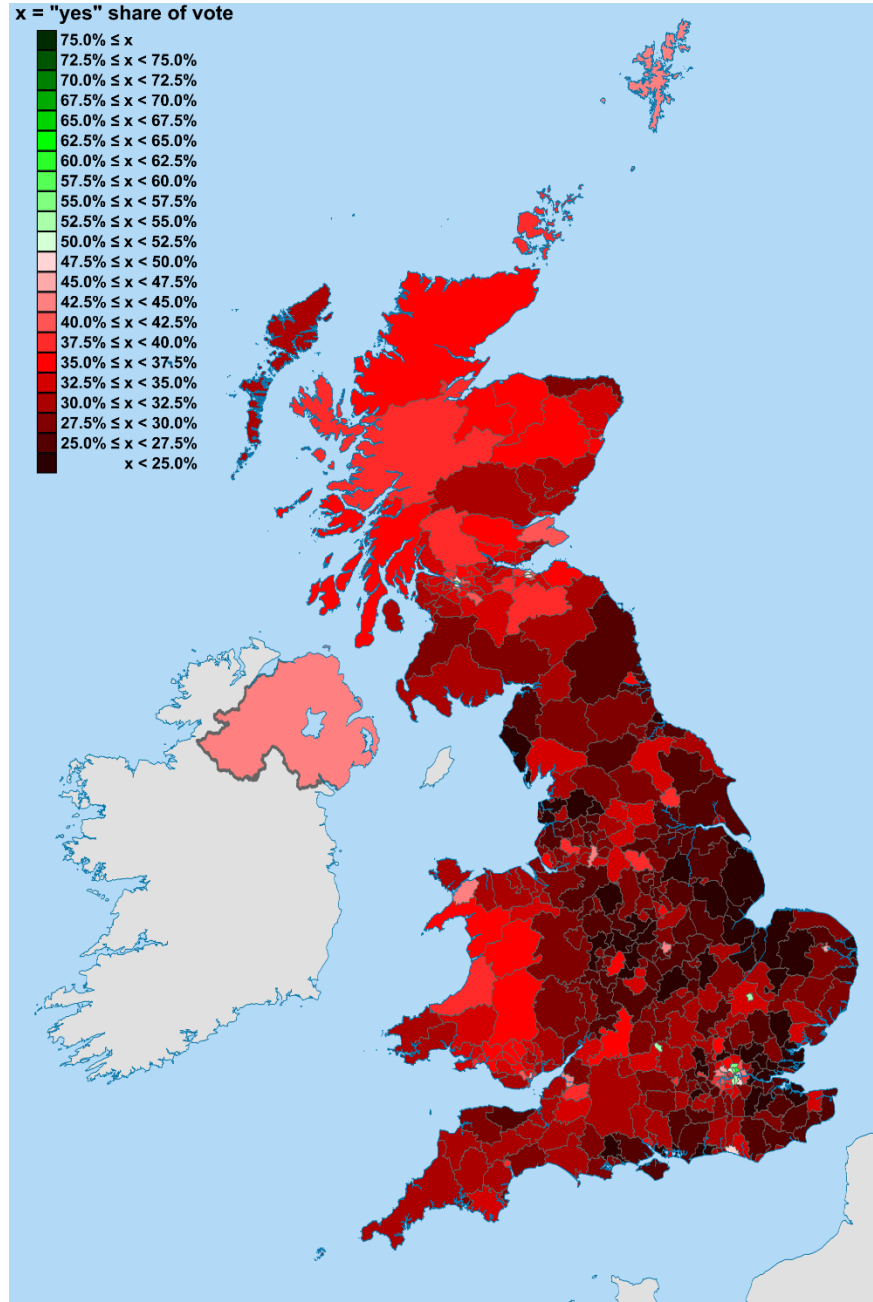 x = "yes" share of vote
75.0% ≤ x
72.5% ≤ x < 75.0%
70.0% ≤ x < 72.5%
67.5% ≤ x < 70.0%
65.0% ≤ x < 67.5%
62.5% ≤ x < 65.0%
60.0% ≤ x < 62.5%
57.5% ≤ x < 60.0%
55.0% ≤ x < 57.5%
52.5% ≤ x < 55.0%
50.0% ≤ x < 52.5%
47.5% ≤ x < 50.0%
45.0% ≤ x < 47.5%
42.5% ≤ x < 45.0%
40.0% ≤ x < 42.5%
37.5% ≤ x < 40.0%
35.0% ≤ x < 37.5%
32.5% ≤ x < 35.0%
30.0% ≤ x < 32.5%
27.5% ≤ x < 30.0%
25.0% ≤ x < 27.5%
x < 25.0%